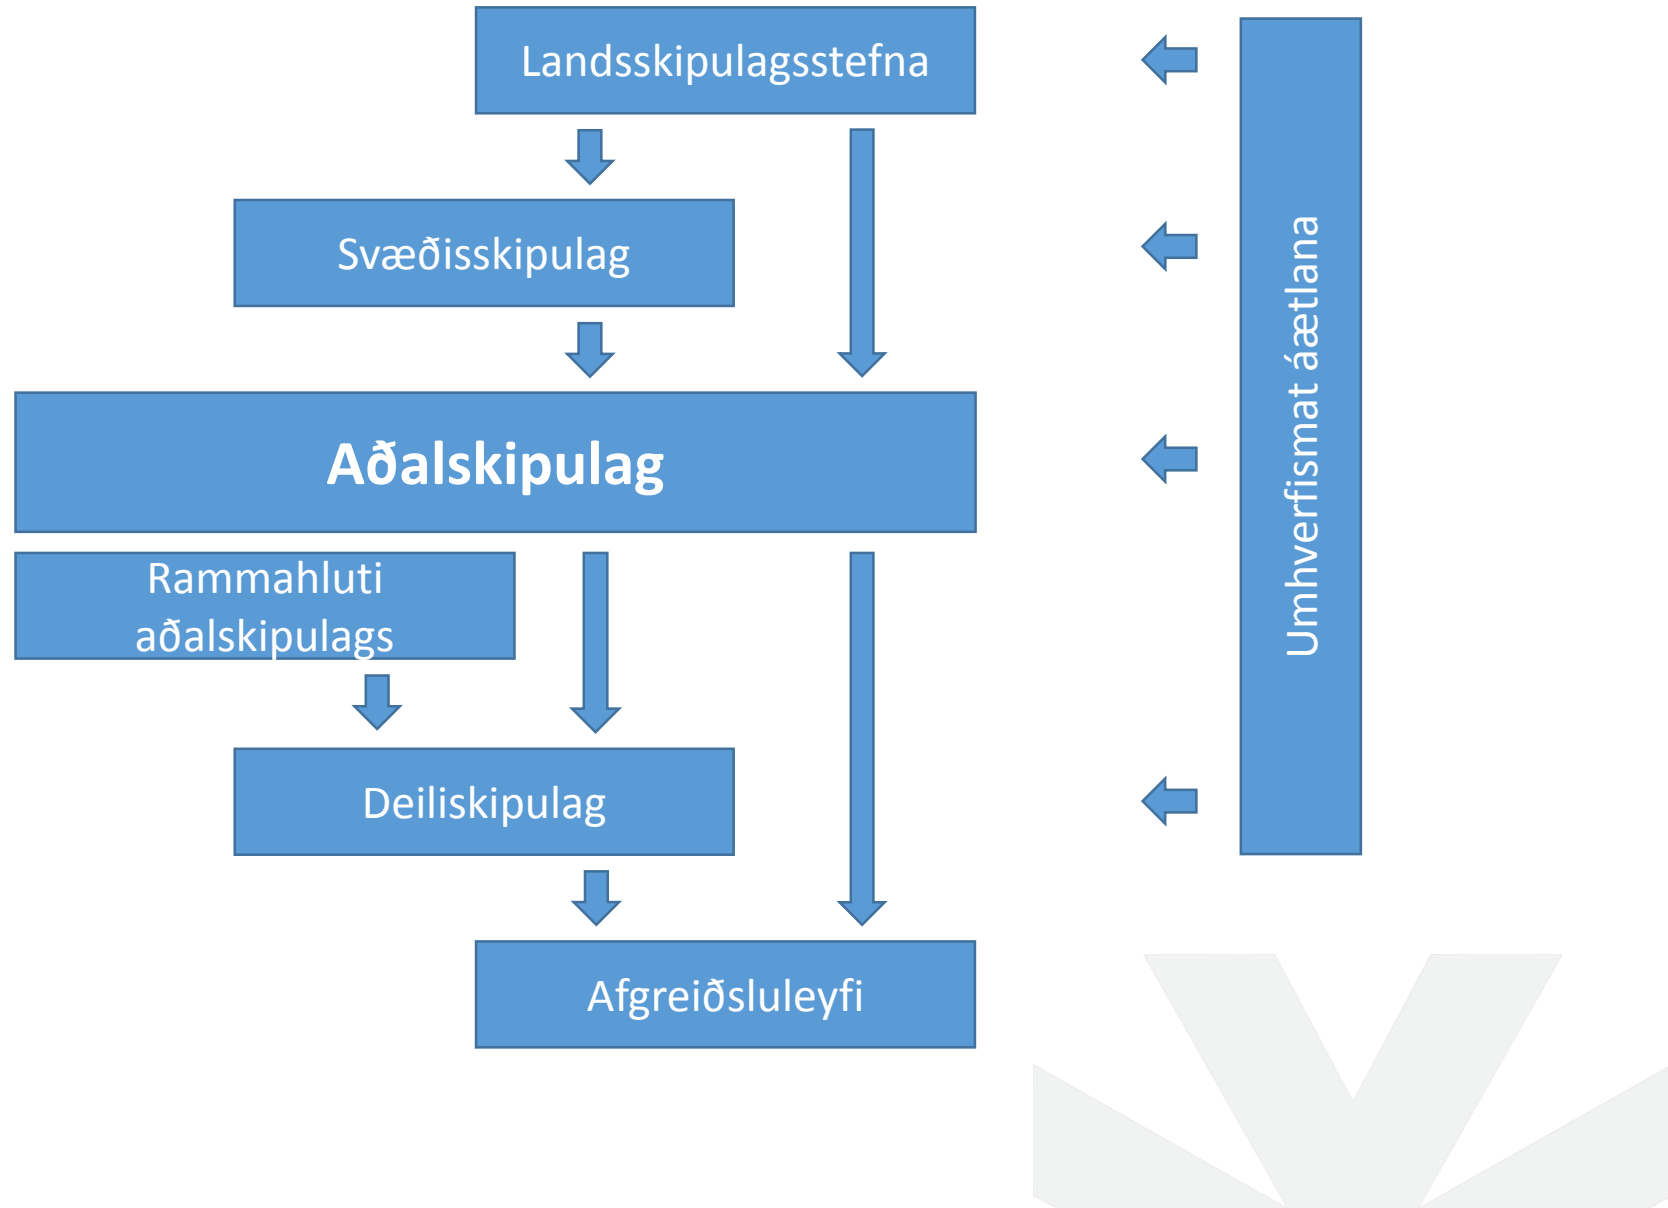 Landsskipulagsstefna
Svæðisskipulag
Aðalskipulag
Rammahluti
aðalskipulags
Deiliskipulag
Afgreiðsluleyfi
Umhverfismat áætlana